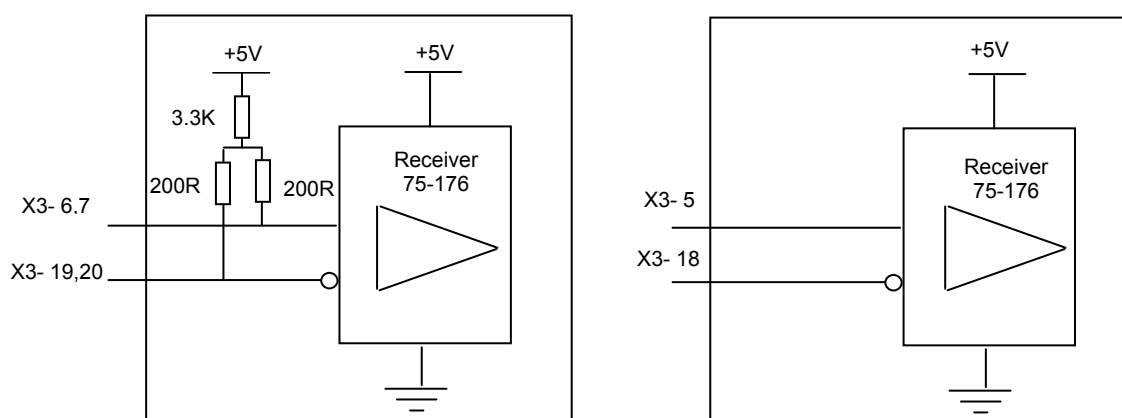 +5V
3.3K
200R
200R
X3- 6,7
X3- 19,20
+5V
Receiver
75-176
X3- 5
X3- 18
+5V
Receiver
75-176